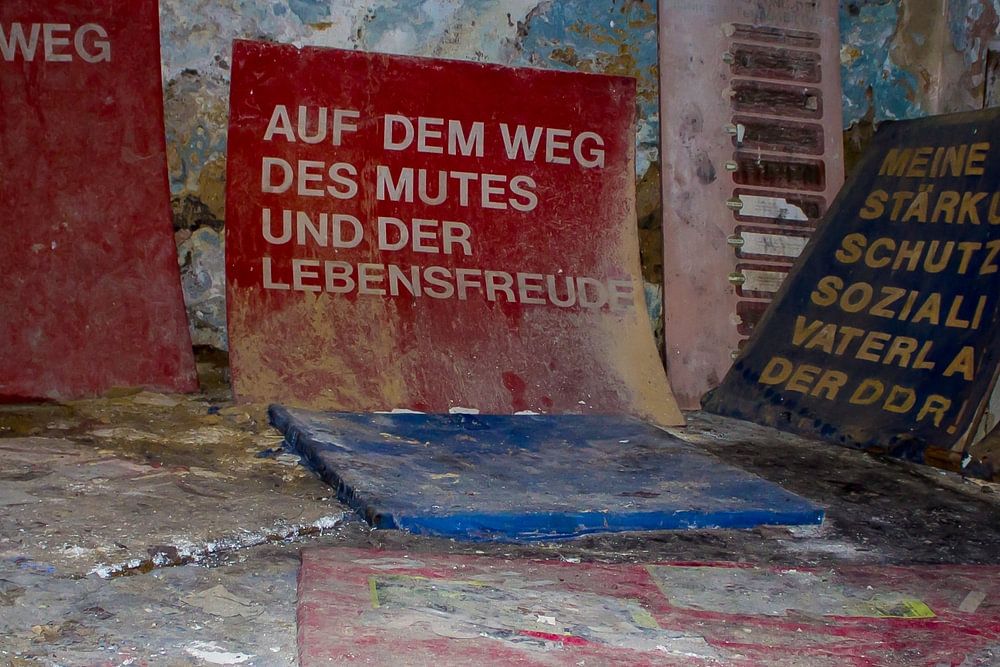 WEG
AUF DEM WEG
DES MUTES
UND DER
LEBENSFREUDE
MEINE
STÄRKU
SCHUTZ
SOZIALI
VATERLA
DER DDR!